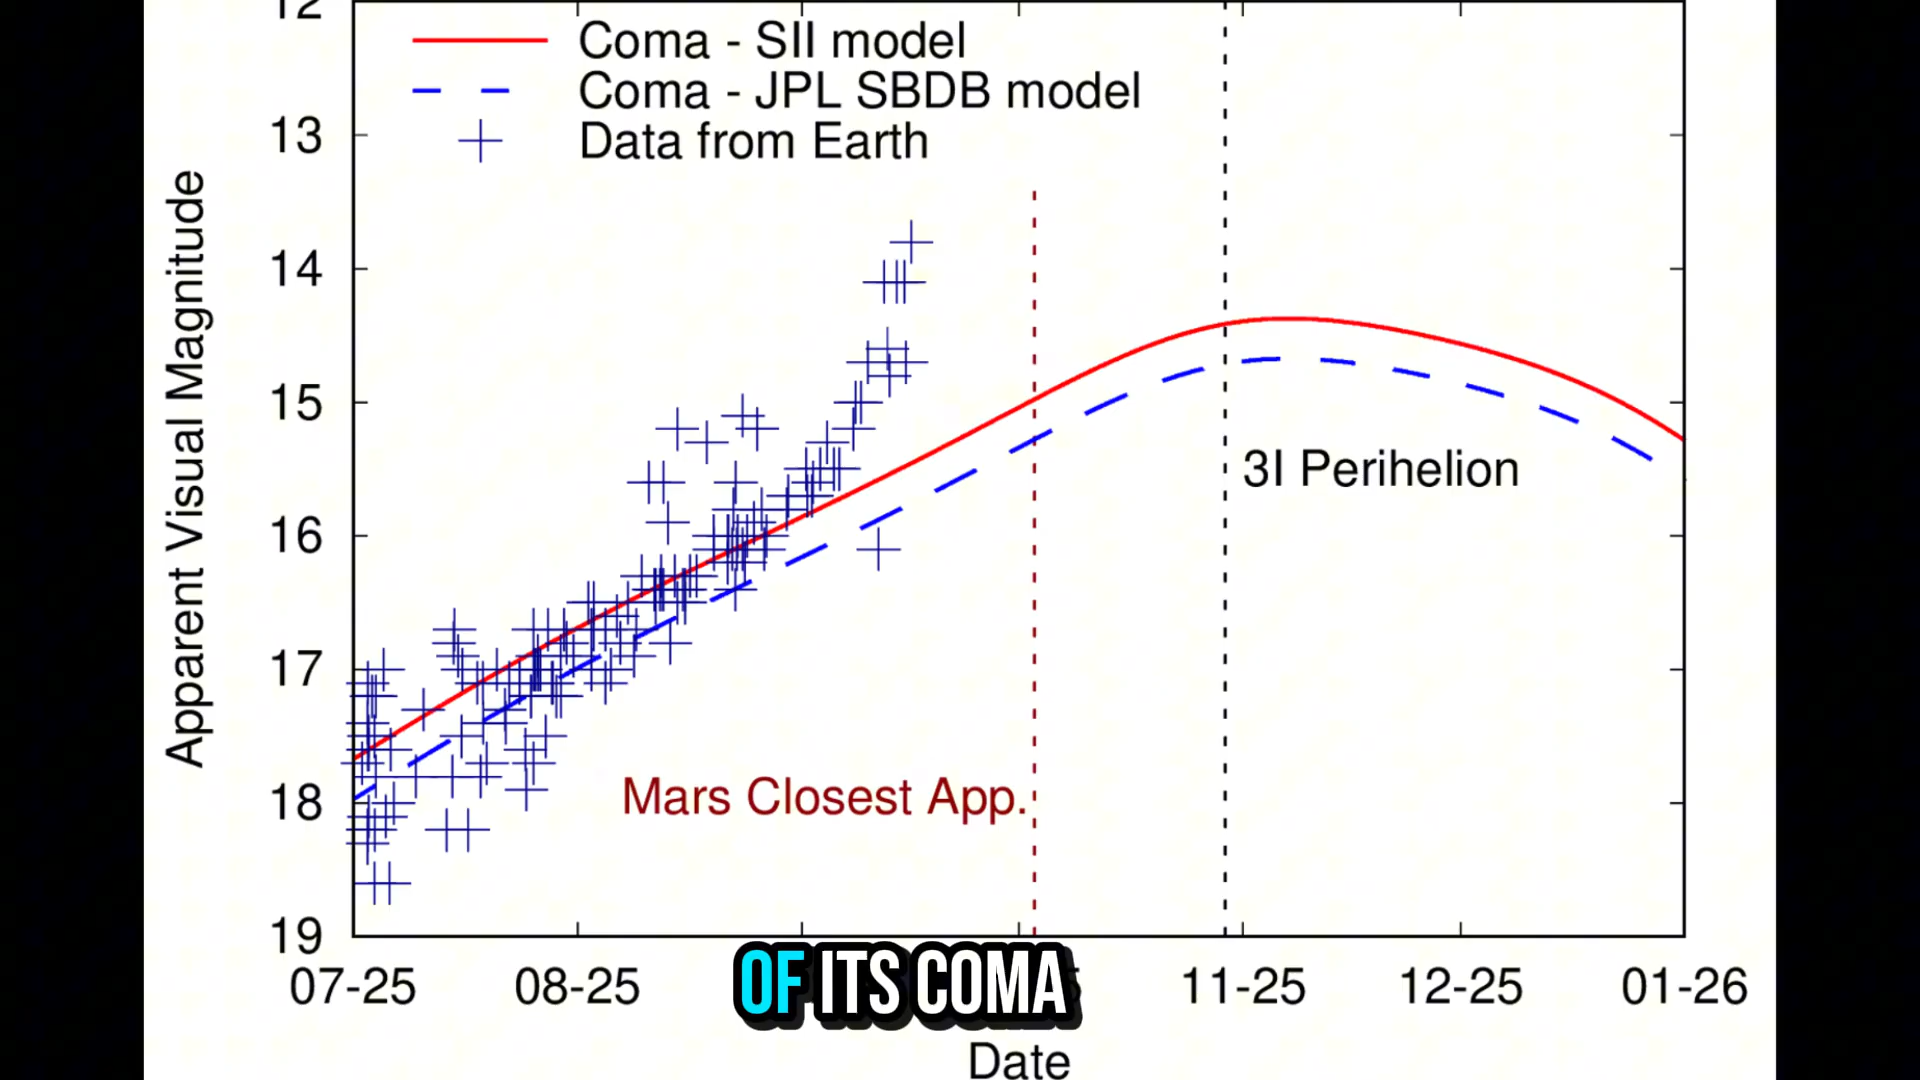 12
Coma - SII model
Coma - JPL SBDB model
Data from Earth
13
14
15
16
17
18
19
Apparent Visual Magnitude
3I Perihelion
Mars Closest App.
07-25
08-25
OF ITS COMA
11-25
12-25
01-26
Date